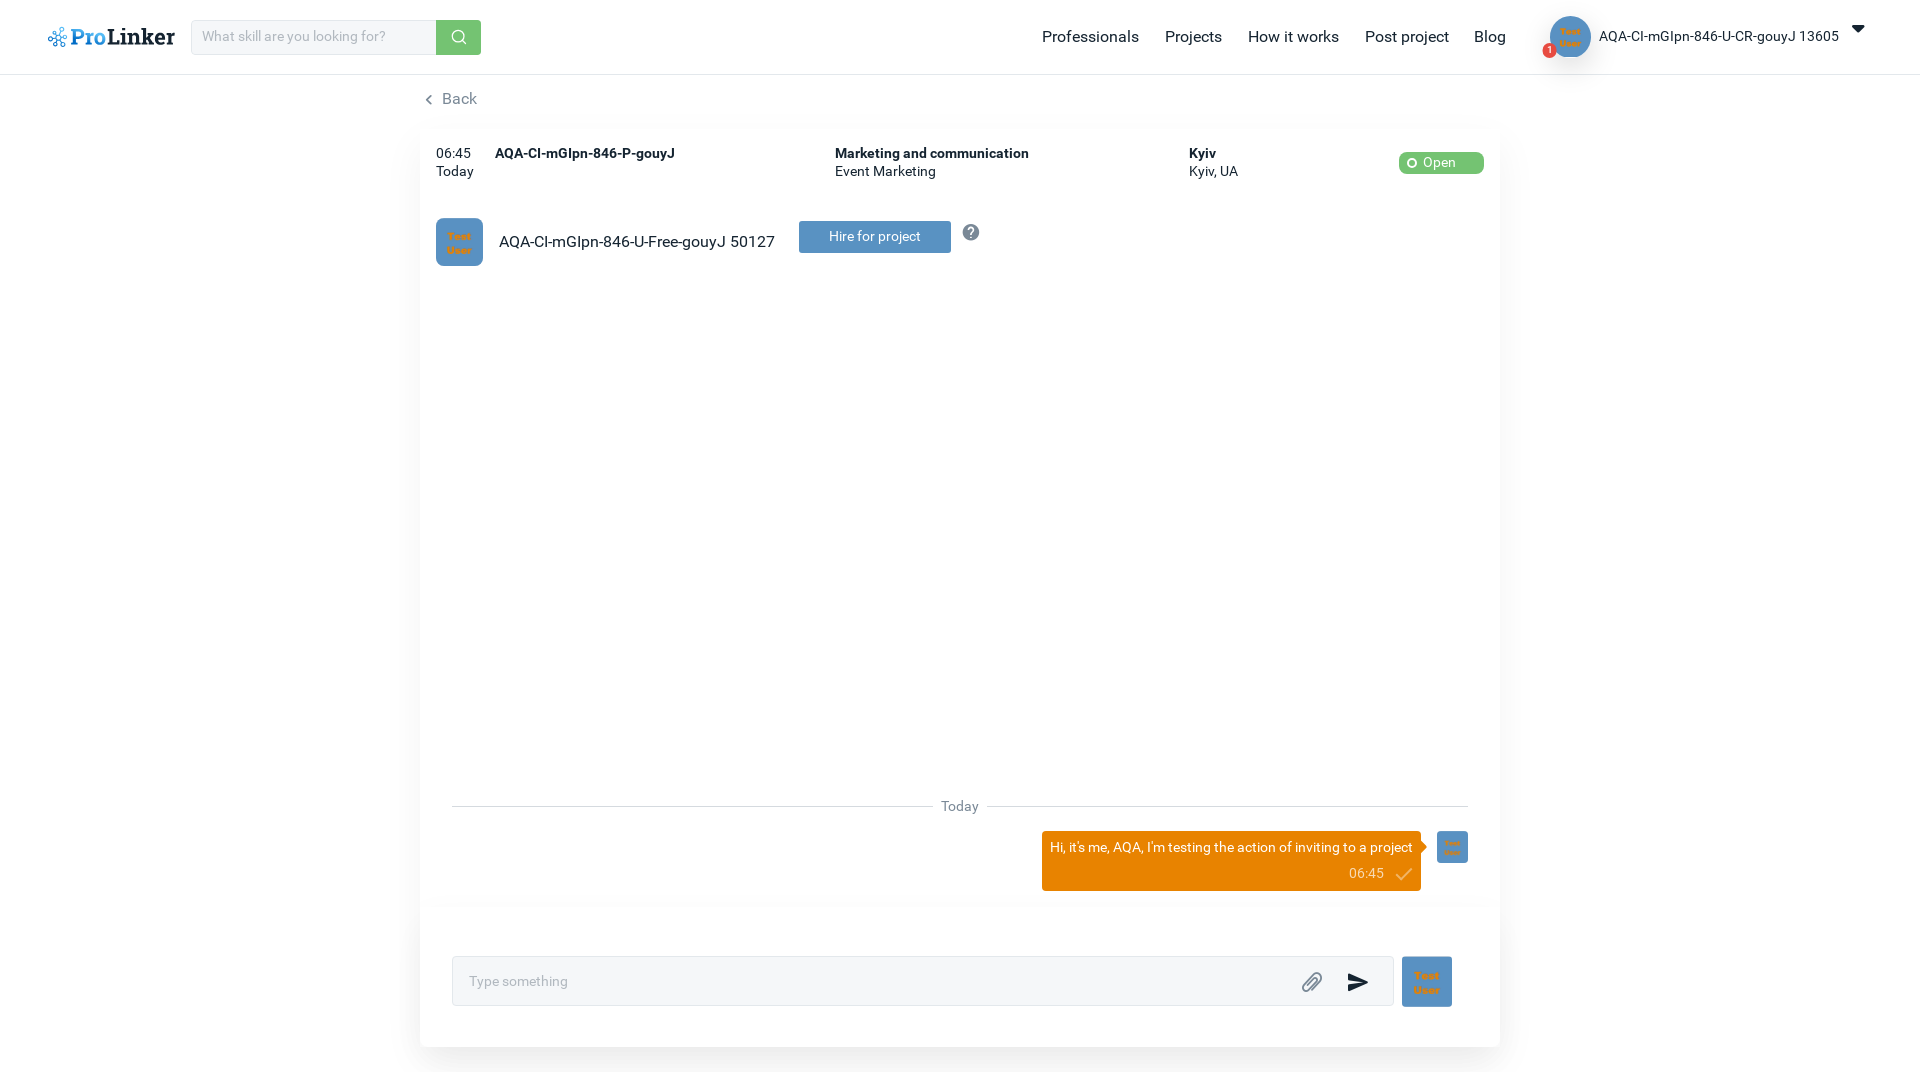 ProLinker
What skill are you looking for?
Professionals
Projects
How it works
Post project
Blog
Test
User
1
AQA-CI-mGIpn-846-U-CR-gouyJ 13605
Back
06:45
Today
AQA-CI-mGIpn-846-P-gouyJ
Marketing and communication
Event Marketing
Kyiv
Kyiv, UA
Open
Test
User
AQA-CI-mGIpn-846-U-Free-gouyJ 50127
Hire for project
?
Today
Hi, it's me, AQA, I'm testing the action of inviting to a project
06:45
Test
User
Type something
Test
User